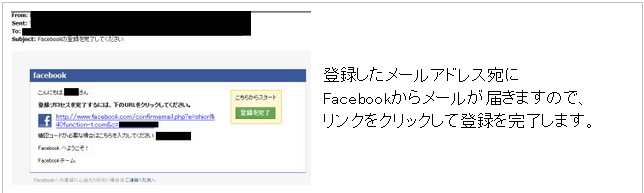 From:
Sent:
To:
Subject: Facebookの登録を完了してください
facebook
こんにちは さん
登録プロセスを完了するには、下のURLをクリックしてください。
http://www.facebook.com/confirmemail.php?e=shiori%
40function-t.com&c=
確認コードが必要な場合はこちらを入力してください:
Facebook へようこそ!
Facebookチーム
こちらからスタート
登録を完了
Facebookへの登録に心当たりがない場合はご連絡ください。
登録したメールアドレス宛に
Facebookからメールが届きますので、
リンクをクリックして登録を完了します。